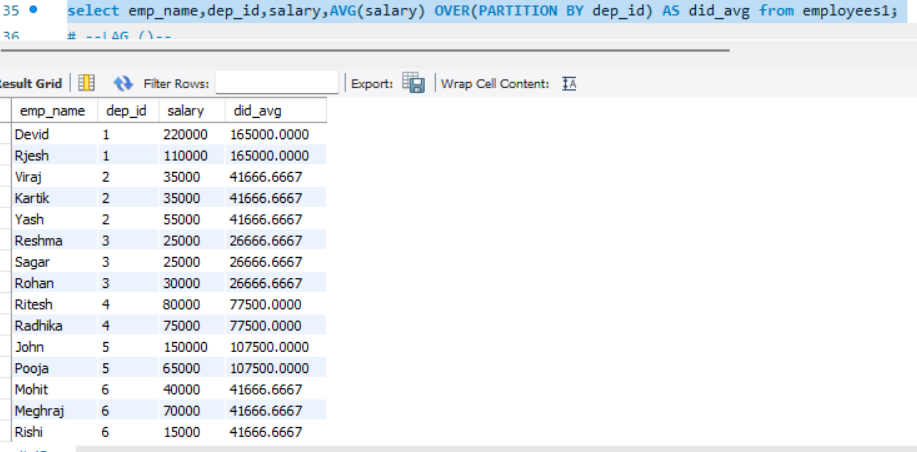 35 select emp_name,dep_id,salary,AVG(salary) OVER(PARTITION BY dep_id) AS did_avg from employees1;
36 # --LAG ()--
Result Grid Filter Rows: Export: Wrap Cell Content:
emp_name dep_id salary did_avg
Devid 1 220000 165000.0000
Rjesh 1 110000 165000.0000
Viraj 2 35000 41666.6667
Kartik 2 35000 41666.6667
Yash 2 55000 41666.6667
Reshma 3 25000 26666.6667
Sagar 3 25000 26666.6667
Rohan 3 30000 26666.6667
Ritesh 4 80000 77500.0000
Radhika 4 75000 77500.0000
John 5 150000 107500.0000
Pooja 5 65000 107500.0000
Mohit 6 40000 41666.6667
Meghraj 6 70000 41666.6667
Rishi 6 15000 41666.6667